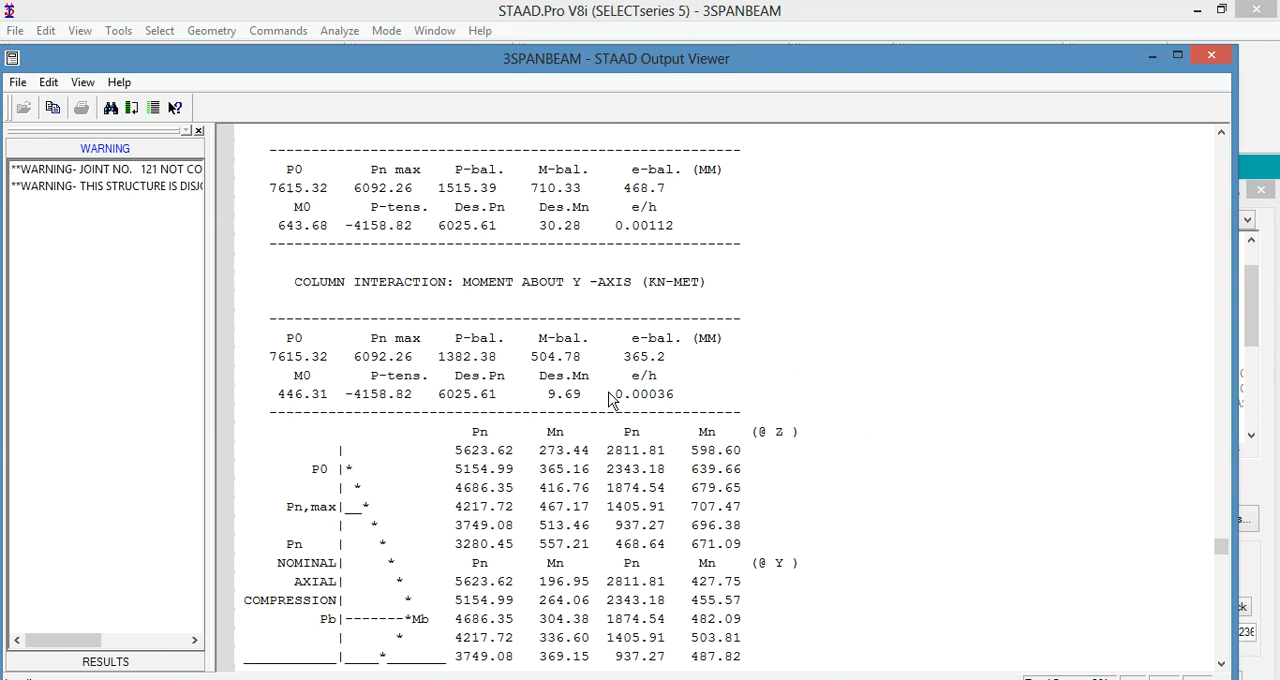 STAAD.Pro V8i (SELECTseries 5) - 3SPANBEAM
File Edit View Tools Select Geometry Commands Analyze Mode Window Help
3SPANBEAM - STAAD Output Viewer
File Edit View Help
WARNING
**WARNING- JOINT NO. 121 NOT CO
**WARNING- THIS STRUCTURE IS DISJ
RESULTS
--------------------------------------------------------
P0 Pn max P-bal. M-bal. e-bal. (MM)
7615.32 6092.26 1515.39 710.33 468.7
M0 P-tens. Des.Pn Des.Mn e/h
643.68 -4158.82 6025.61 30.28 0.00112
--------------------------------------------------------
COLUMN INTERACTION: MOMENT ABOUT Y -AXIS (KN-MET)
--------------------------------------------------------
P0 Pn max P-bal. M-bal. e-bal. (MM)
7615.32 6092.26 1382.38 504.78 365.2
M0 P-tens. Des.Pn Des.Mn e/h
446.31 -4158.82 6025.61 9.69 0.00036
--------------------------------------------------------
Pn Mn Pn Mn (@ Z )
| 5623.62 273.44 2811.81 598.60
P0 |* 5154.99 365.16 2343.18 639.66
| * 4686.35 416.76 1874.54 679.65
Pn,max|__* 4217.72 467.17 1405.91 707.47
| * 3749.08 513.46 937.27 696.38
Pn | * 3280.45 557.21 468.64 671.09
NOMINAL| * Pn Mn Pn Mn (@ Y )
AXIAL| * 5623.62 196.95 2811.81 427.75
COMPRESSION| * 5154.99 264.06 2343.18 455.57
Pb|-------*Mb 4686.35 304.38 1874.54 482.09
| * 4217.72 336.60 1405.91 503.81
___________|____*_______ 3749.08 369.15 937.27 487.82